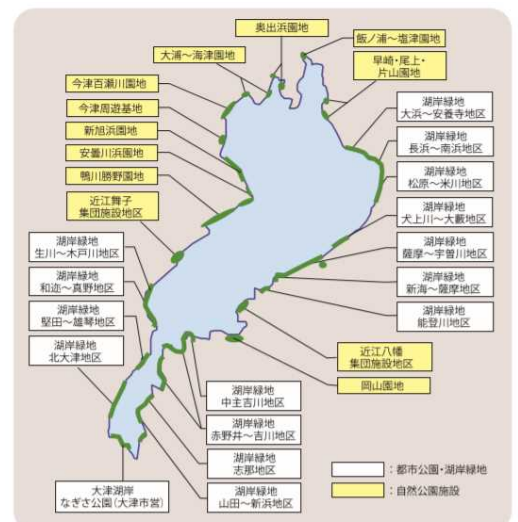 奥出浜園地
飯ノ浦～塩津園地
大浦～海津園地
早崎・尾上・
片山園地
今津百瀬川園地
今津周遊基地
新旭浜園地
安曇川浜園地
鴨川勝野園地
近江舞子
集団施設地区
湖岸緑地
生川～木戸川地区
湖岸緑地
和迩～真野地区
湖岸緑地
堅田～雄琴地区
湖岸緑地
北大津地区
湖岸緑地
大浜～安養寺地区
湖岸緑地
長浜～南浜地区
湖岸緑地
松原～米川地区
湖岸緑地
犬上川～大藪地区
湖岸緑地
薩摩～宇曽川地区
湖岸緑地
新海～薩摩地区
湖岸緑地
能登川地区
近江八幡
集団施設地区
岡山園地
湖岸緑地
中主吉川地区
湖岸緑地
赤野井～吉川地区
湖岸緑地
志那地区
湖岸緑地
山田～新浜地区
大津湖岸
なぎさ公園（大津市営）
：都市公園・湖岸緑地
：自然公園施設